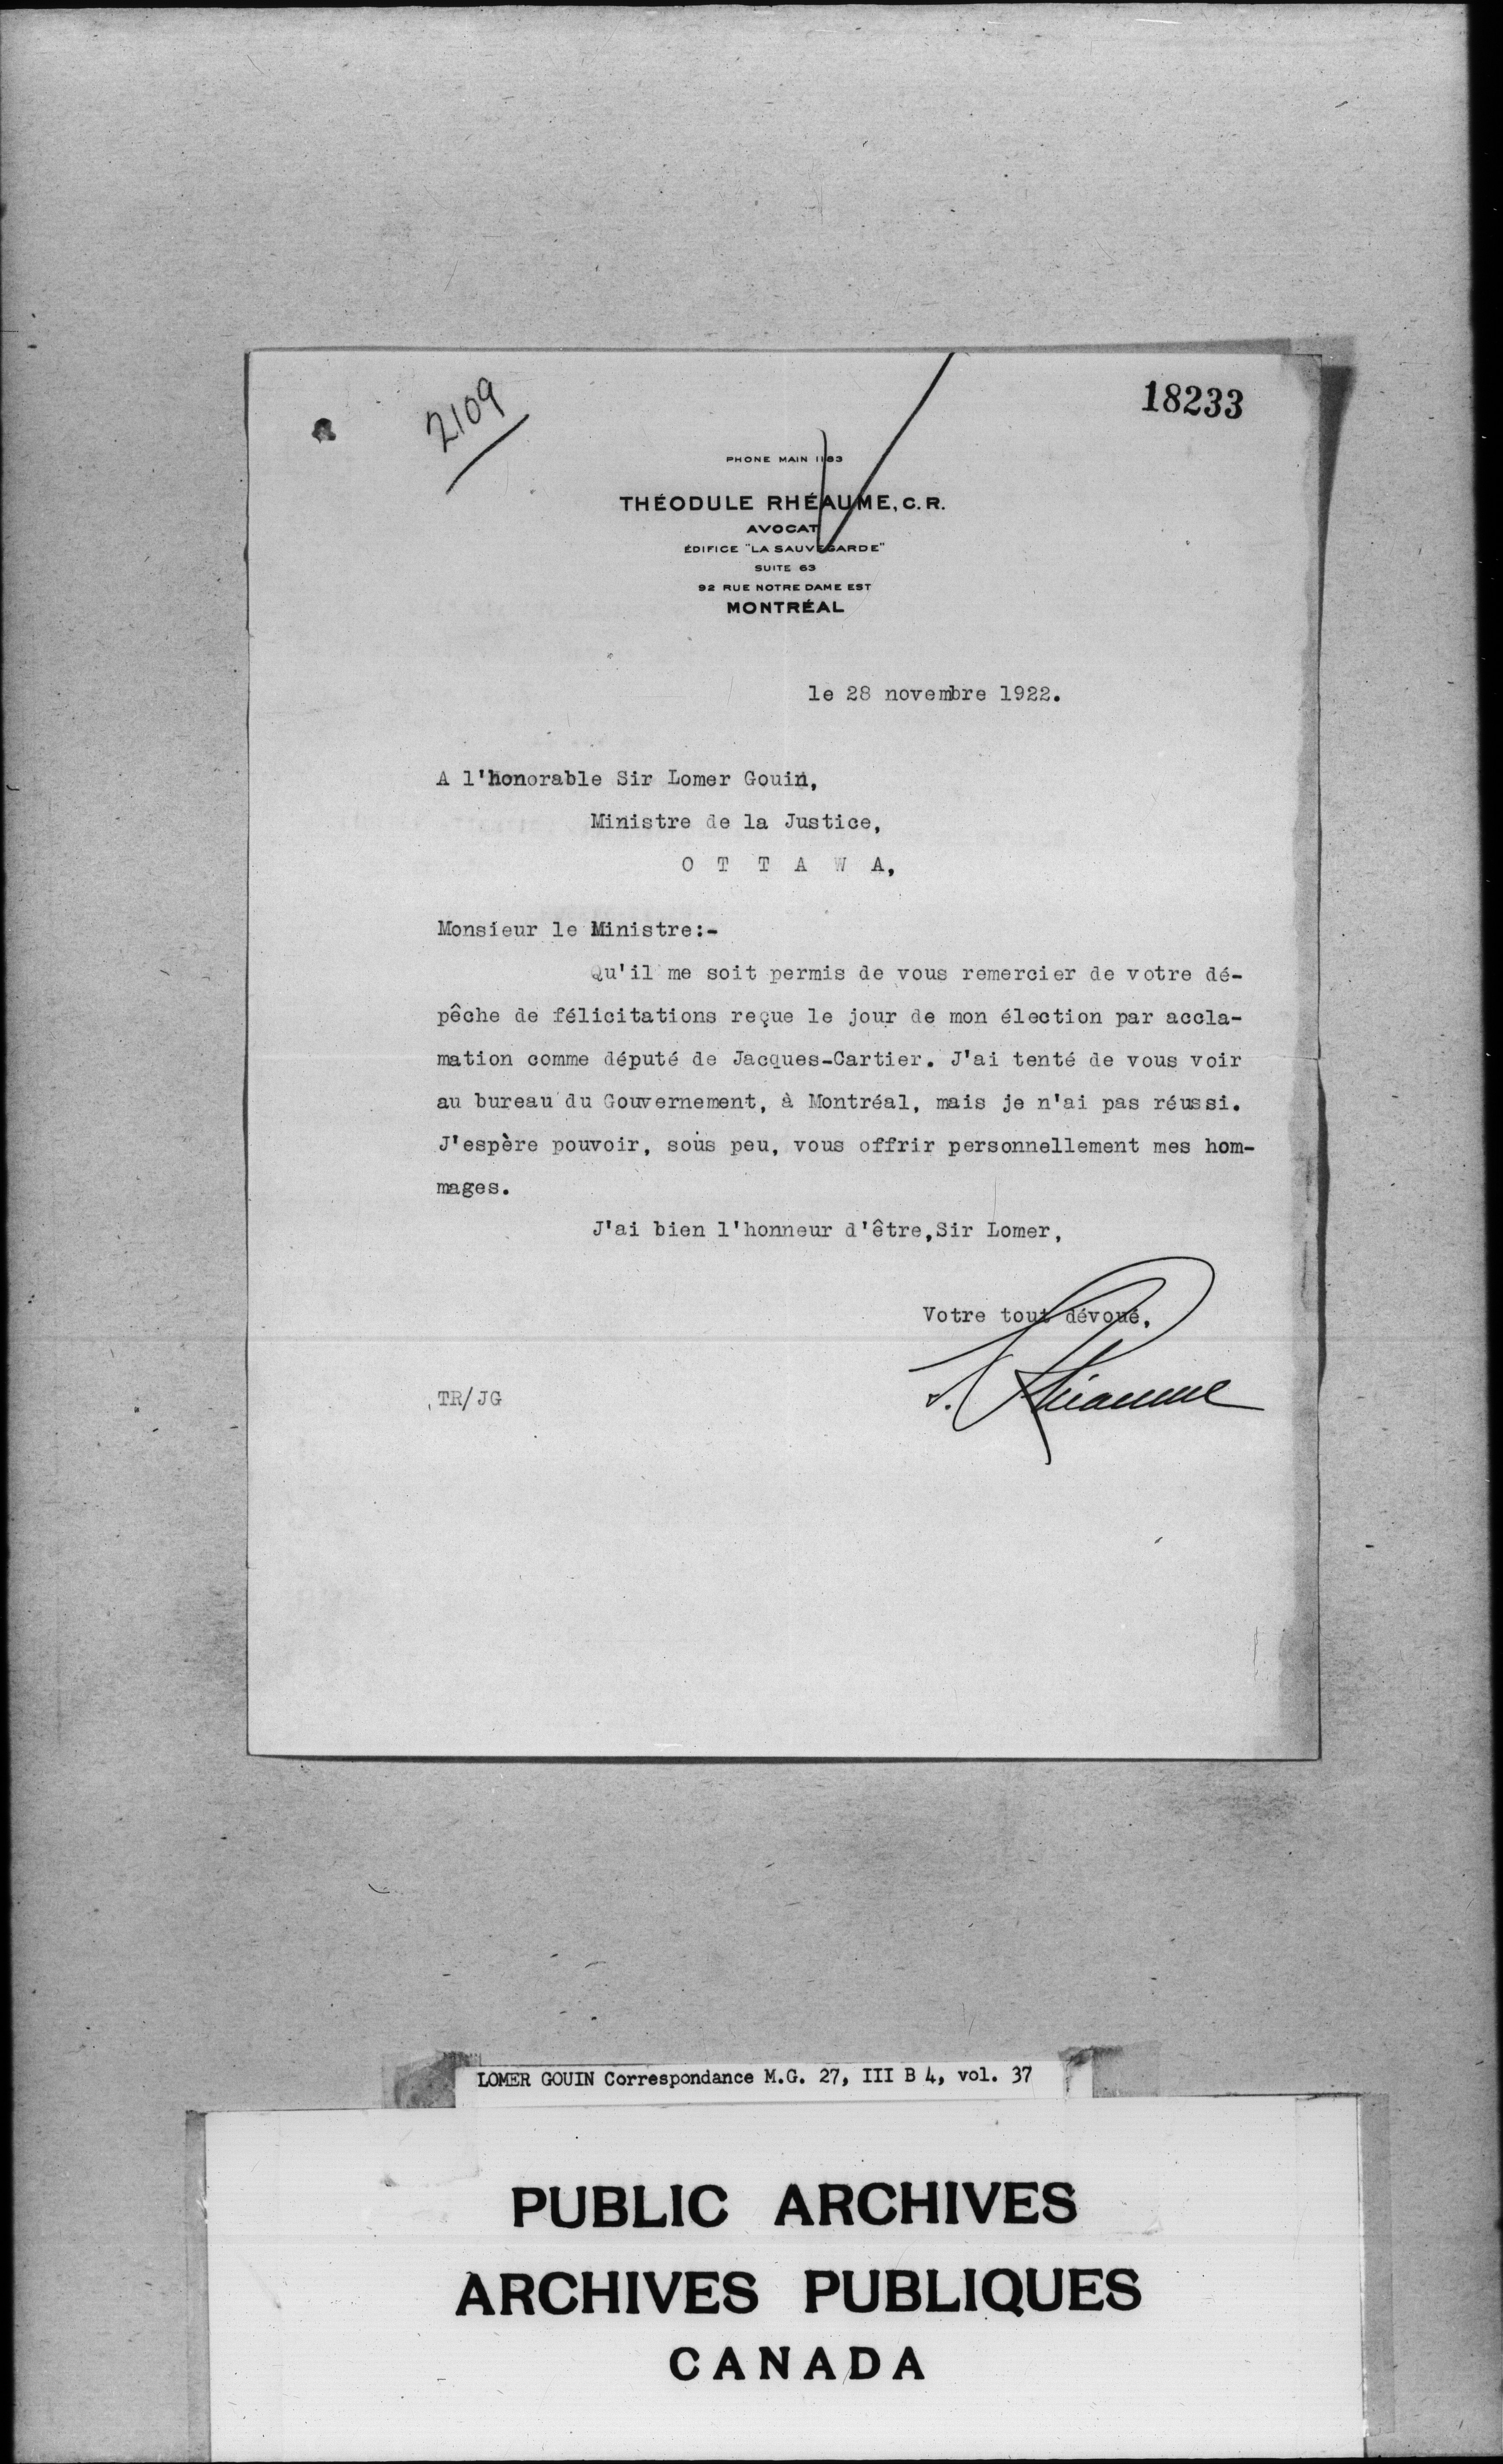 2109
18233
PHONE MAIN 1183
THÉODULE RHÉAUME, C.R.
AVOCAT
ÉDIFICE "LA SAUVEGARDE"
SUITE 63
92 RUE NOTRE DAME EST
MONTRÉAL
le 28 novembre 1922.
A l'honorable Sir Lomer Gouin,
Ministre de la Justice,
O T T A W A,
Monsieur le Ministre:-
Qu'il me soit permis de vous remercier de votre dé-
pêche de félicitations reçue le jour de mon élection par accla-
mation comme député de Jacques-Cartier. J'ai tenté de vous voir
au bureau du Gouvernement, à Montréal, mais je n'ai pas réussi.
J'espère pouvoir, sous peu, vous offrir personnellement mes hom-
mages.
J'ai bien l'honneur d'être,Sir Lomer,
Votre tout dévoué,
T. Rhéaume
TR/JG
LOMER GOUIN Correspondance M.G. 27, III B 4, vol. 37
PUBLIC ARCHIVES
ARCHIVES PUBLIQUES
CANADA